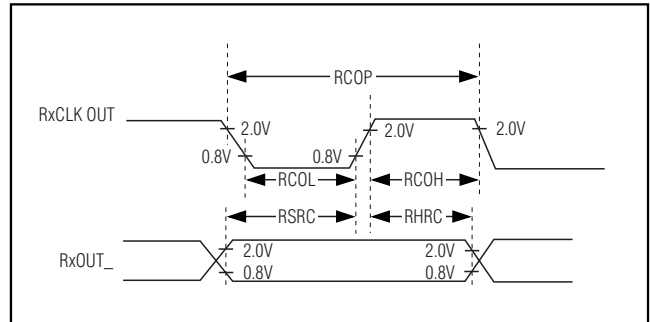 RCOP
RxCLK OUT
2.0V 2.0V 2.0V
0.8V 0.8V
RCOL RCOH
RSRC RHRC
RxOUT_
2.0V 2.0V
0.8V 0.8V